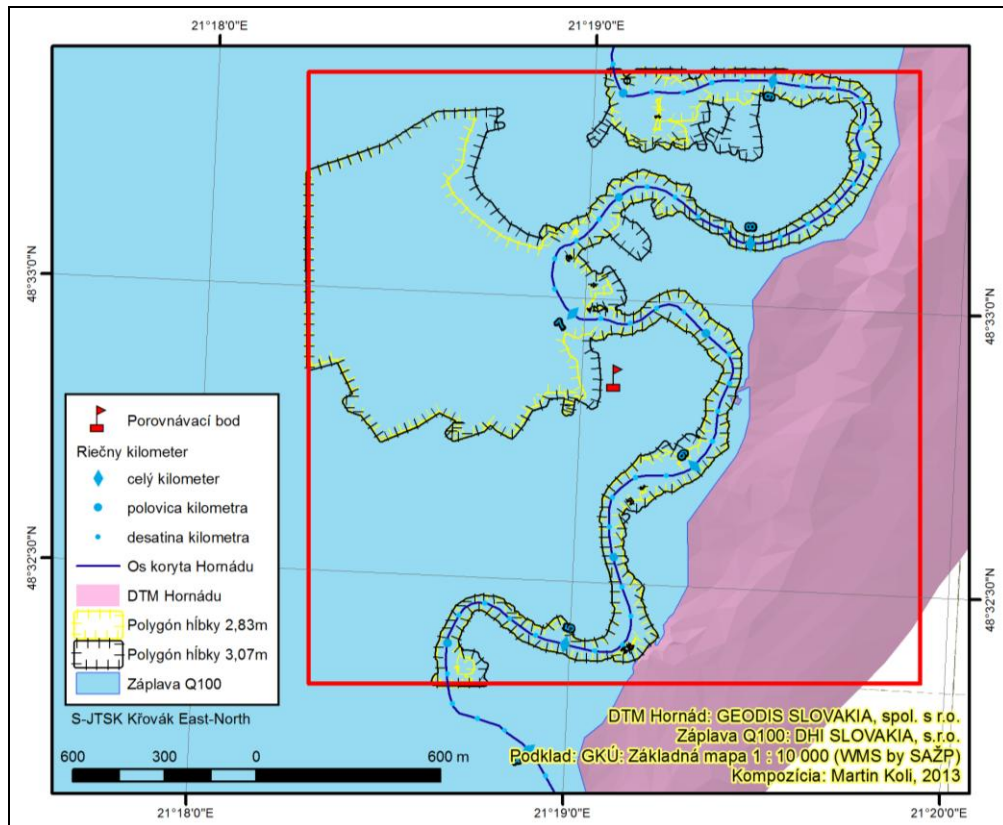 21°18'0"E
21°19'0"E
48°33'0"N
48°33'0"N
Porovnávací bod
Riečny kilometer
celý kilometer
polovica kilometra
desatina kilometra
Os koryta Hornádu
DTM Hornádu
Polygón hĺbky 2,83m
Polygón hĺbky 3,07m
Záplava Q100
48°32'30"N
48°32'30"N
S-JTSK Křovák East-North
600 300 0 600 m
DTM Hornád: GEODIS SLOVAKIA, spol. s r.o.
Záplava Q100: DHI SLOVAKIA, s.r.o.
Podklad: GKÚ: Základná mapa 1 : 10 000 (WMS by SAŽP)
Kompozícia: Martin Koli, 2013
21°18'0"E
21°19'0"E
21°20'0"E